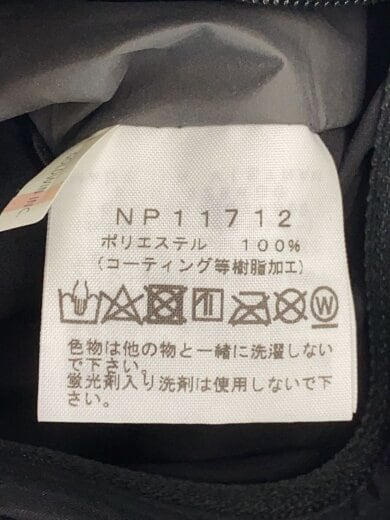 NP11712
ポリエステル 100%
(コーティング等樹脂加工)
W
色物は他の物と一緒に洗濯しない
で下さい。
蛍光剤入り洗剤は使用しないで下
さい。